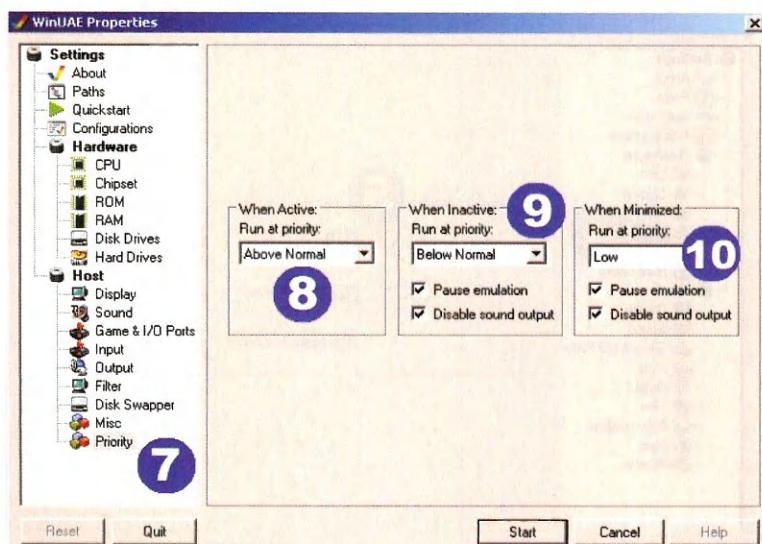 WinUAE Properties
Settings
About
Paths
Quickstart
Configurations
Hardware
CPU
Chipset
ROM
RAM
Disk Drives
Hard Drives
Host
Display
Sound
Game & I/O Ports
Input
Output
Filter
Disk Swapper
Misc
Priority
7
When Active:
Run at priority:
Above Normal
8
When Inactive:
9
Run at priority:
Below Normal
Pause emulation
Disable sound output
When Minimized:
Run at priority:
Low
10
Pause emulation
Disable sound output
Reset
Quit
Start
Cancel
Help